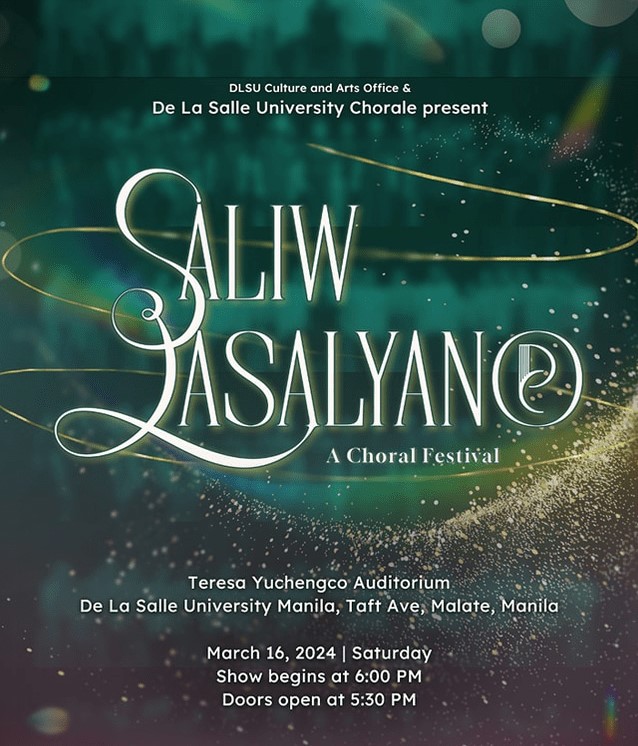 DLSU Culture and Arts Office &
De La Salle University Chorale present
SALIW
LASALYANO
A Choral Festival
Teresa Yuchengco Auditorium
De La Salle University Manila, Taft Ave, Malate, Manila
March 16, 2024 | Saturday
Show begins at 6:00 PM
Doors open at 5:30 PM